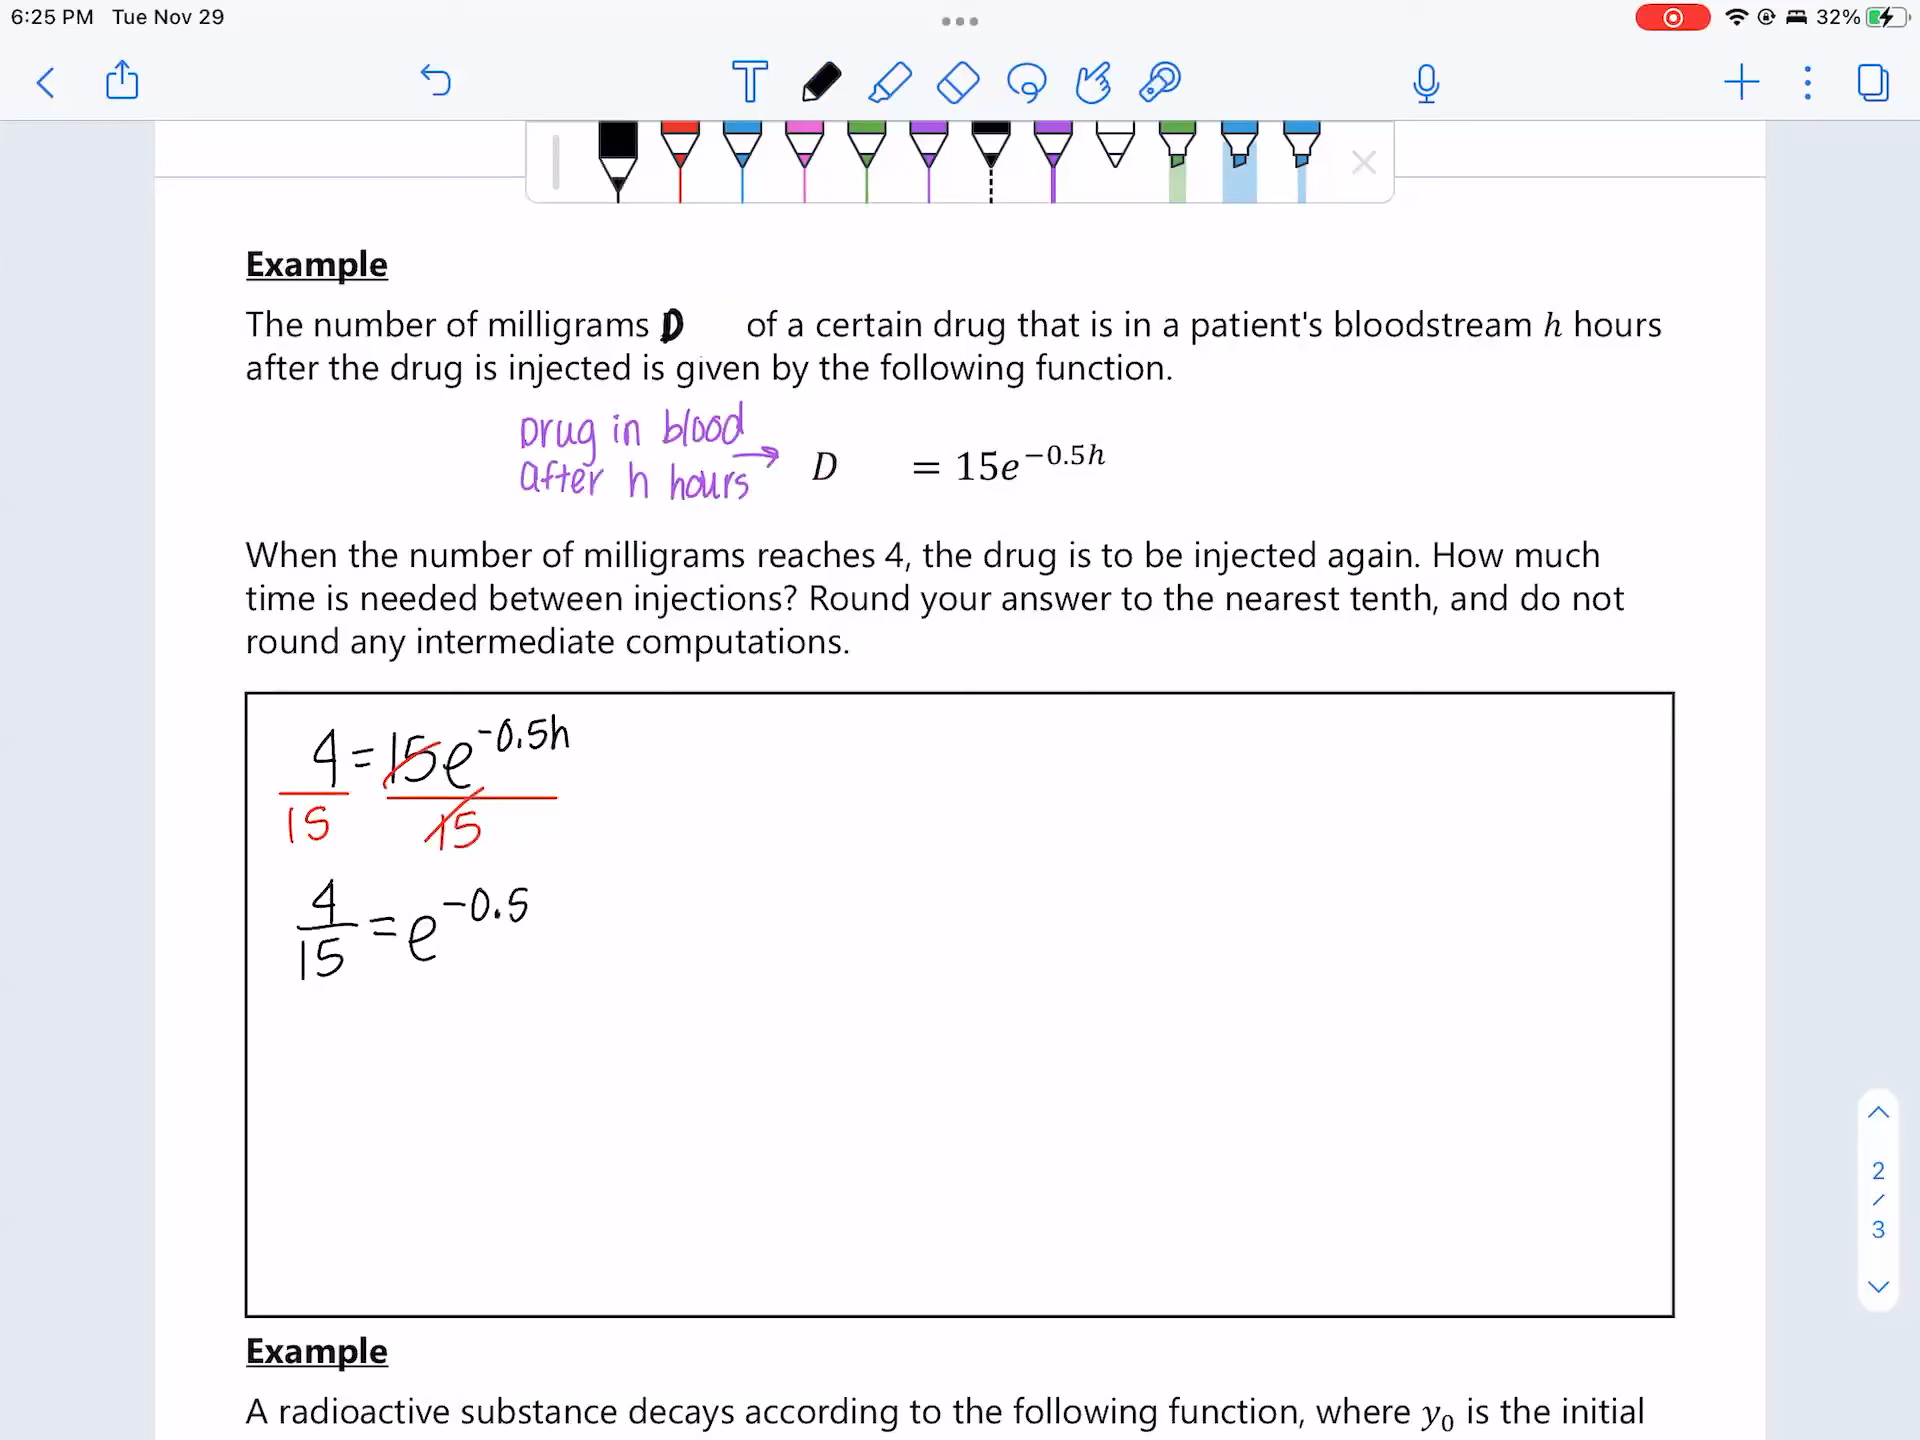 6:25 PM Tue Nov 29
32%
T
Example
The number of milligrams D of a certain drug that is in a patient's bloodstream h hours
after the drug is injected is given by the following function.
Drug in blood
After h hours → D = 15e^{-0.5h}
When the number of milligrams reaches 4, the drug is to be injected again. How much
time is needed between injections? Round your answer to the nearest tenth, and do not
round any intermediate computations.
4 = 15e^{-0.5h}
15 15
4/15 = e^{-0.5}
2
/
3
Example
A radioactive substance decays according to the following function, where y₀ is the initial